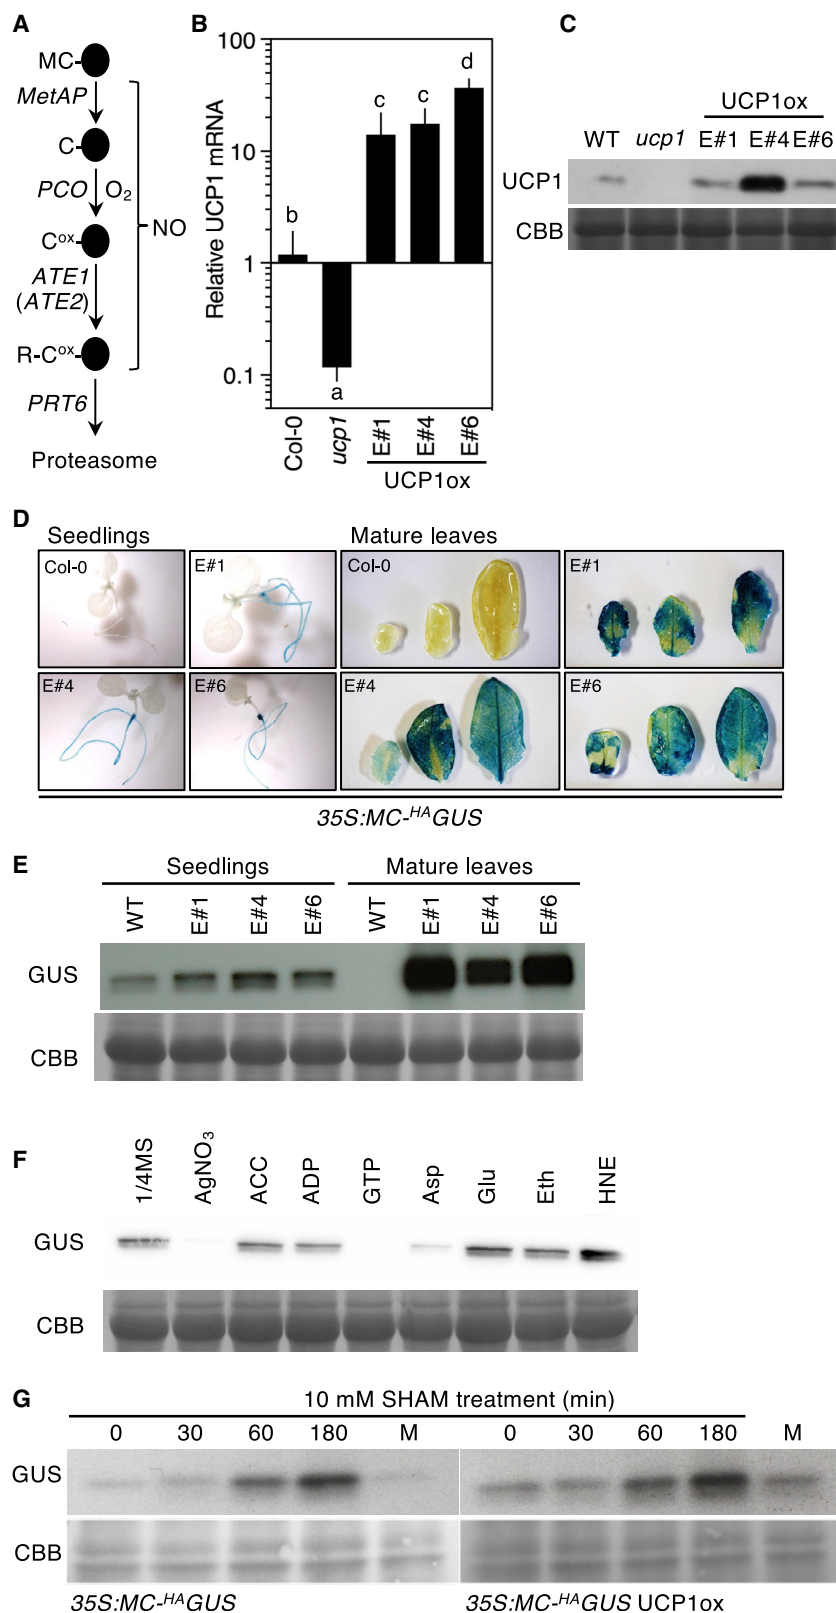 A
MC-
MetAP
C-
PCO O₂
Cᵒˣ-
NO
ATE1
(ATE2)
R-Cᵒˣ-
PRT6
Proteasome
B
Relative UCP1 mRNA
100
10
1
0.1
b
a
c
c
d
Col-0
ucp1
E#1
E#4
E#6
UCP1ox
C
UCP1ox
WT ucp1 E#1 E#4 E#6
UCP1
CBB
D
Seedlings Mature leaves
Col-0 E#1 Col-0 E#1
E#4 E#6 E#4 E#6
35S:MC-ᴴᴬGUS
E
Seedlings Mature leaves
WT E#1 E#4 E#6 WT E#1 E#4 E#6
GUS
CBB
F
1/4MS AgNO₃ ACC ADP GTP Asp Glu Eth HNE
GUS
CBB
G
10 mM SHAM treatment (min)
0 30 60 180 M 0 30 60 180 M
GUS
CBB
35S:MC-ᴴᴬGUS 35S:MC-ᴴᴬGUS UCP1ox